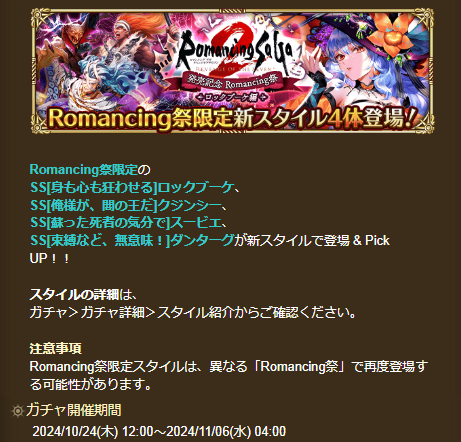 Romancing SaGa 2
REVENGE OF THE SEVEN
発売記念 Romancing祭
ロックブーケ編
Romancing祭限定新スタイル4体登場!
Romancing祭限定の
SS[身も心も狂わせる]ロックブーケ、
SS[俺様が、闇の王だ]クジンシー、
SS[蘇った死者の気分で]スービエ、
SS[束縛など、無意味！]ダンターグが新スタイルで登場 & Pick
UP！！
スタイルの詳細は、
ガチャ＞ガチャ詳細＞スタイル紹介からご確認ください。
注意事項
Romancing祭限定スタイルは、異なる「Romancing祭」で再度登場す
る可能性があります。
ガチャ開催期間
2024/10/24(木) 12:00～2024/11/06(水) 04:00